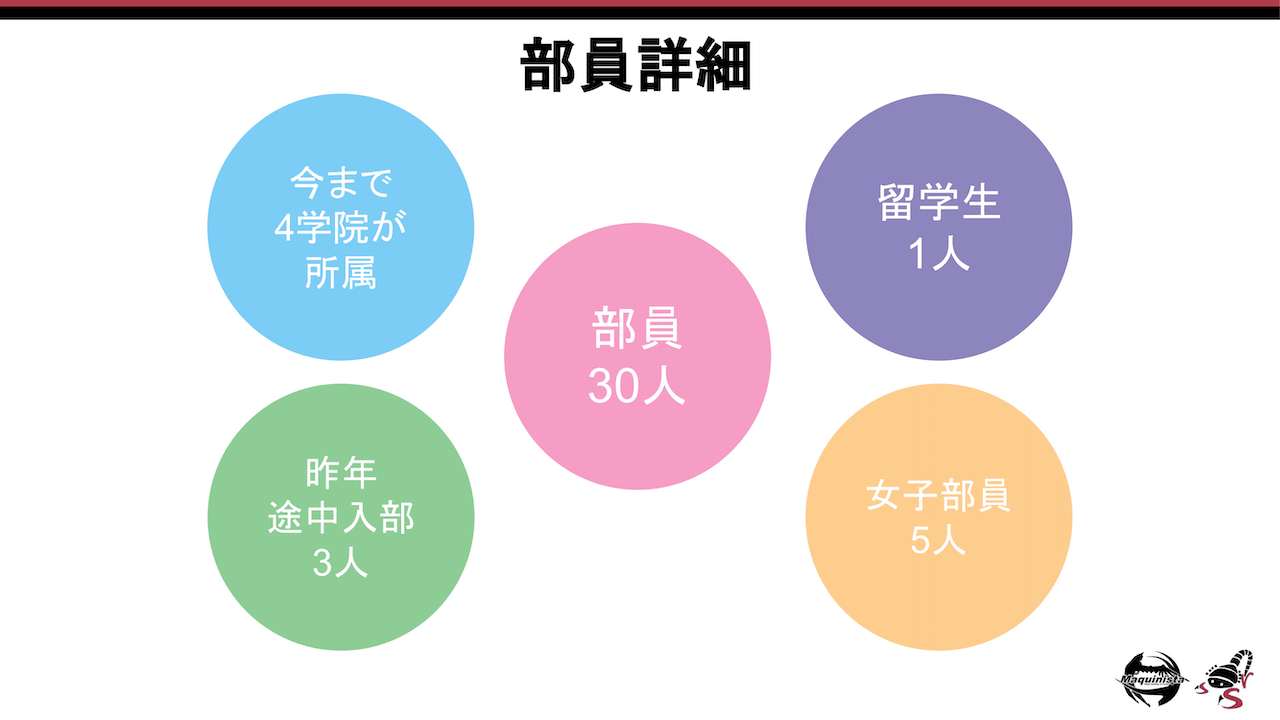 部員詳細
今まで
4学院が
所属
留学生
1人
部員
30人
昨年
途中入部
3人
女子部員
5人
Maquinista
s S r